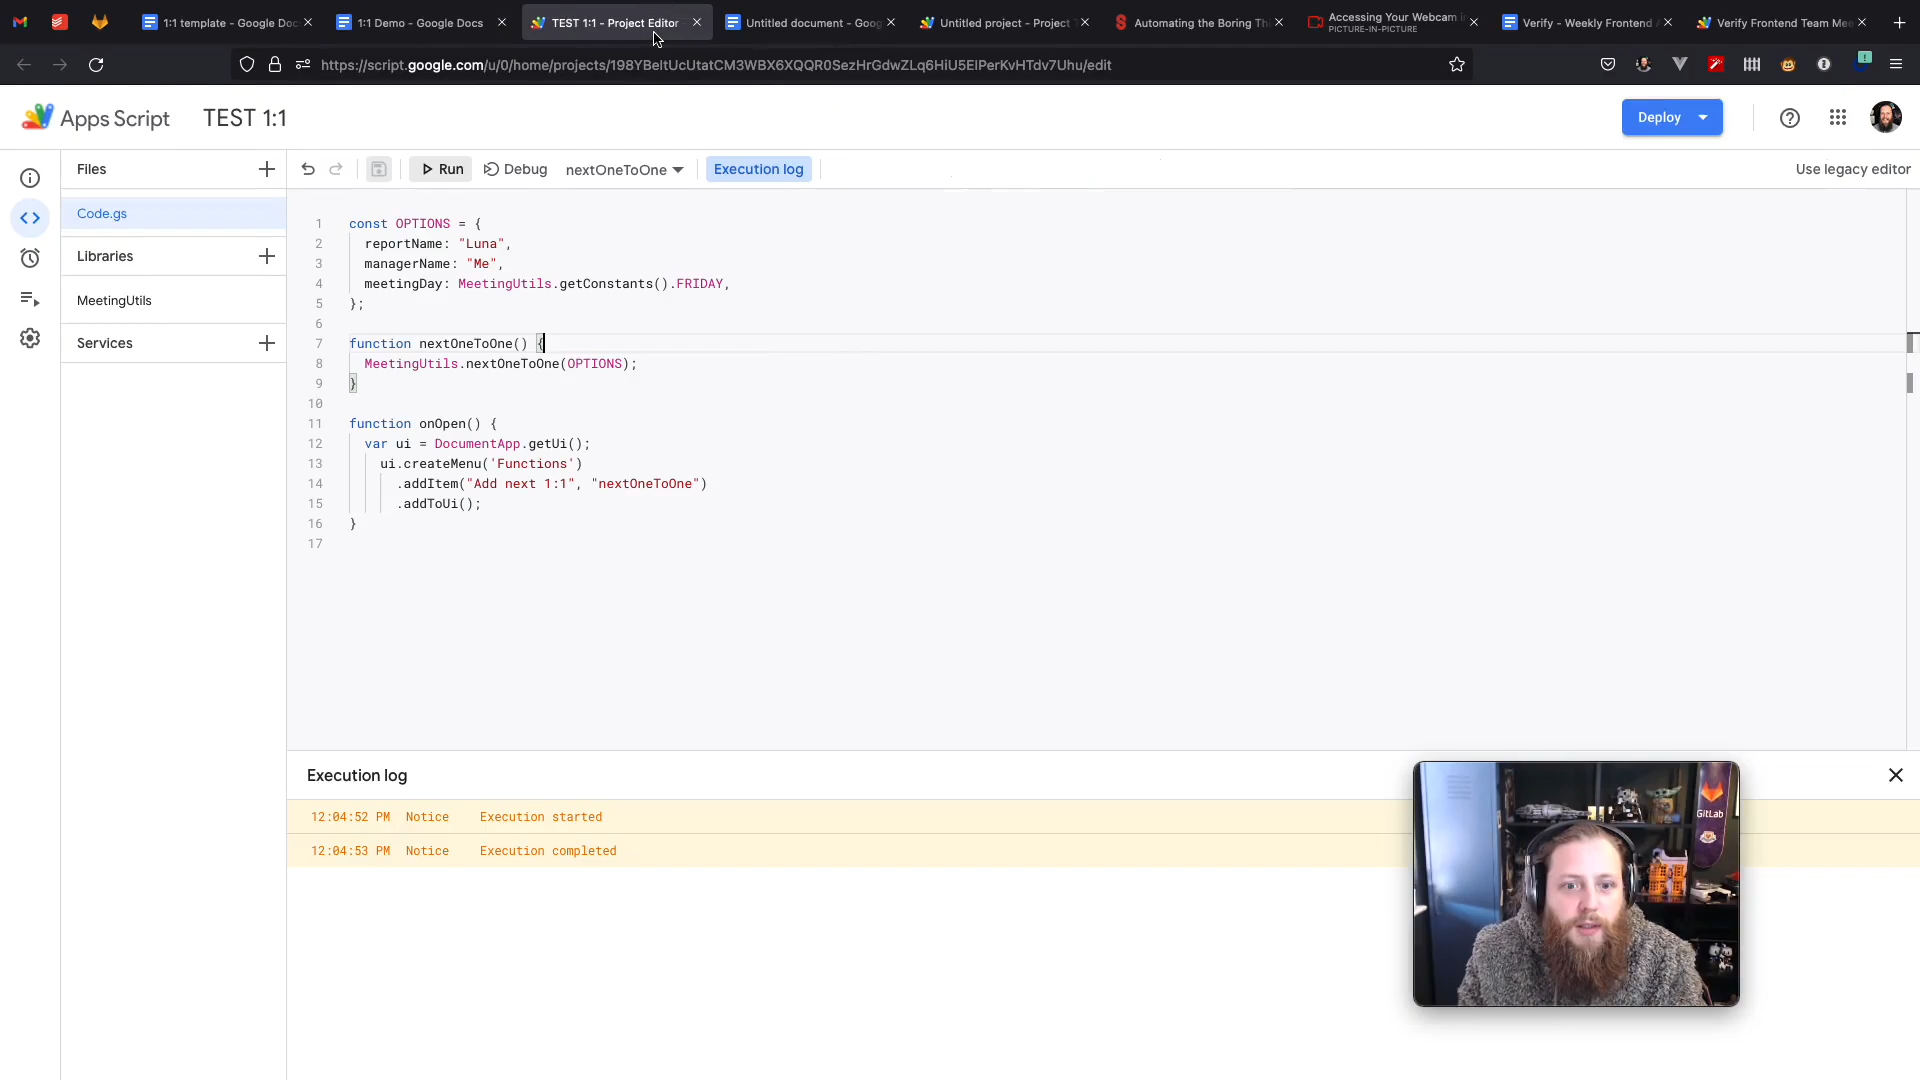 1:1 template - Google Doc
1:1 Demo - Google Docs
TEST 1:1 - Project Editor
Untitled document - Goog
Untitled project - Project
Automating the Boring Thi
Accessing Your Webcam in
PICTURE-IN-PICTURE
Verify - Weekly Frontend
Verify Frontend Team Mee
https://script.google.com/u/0/home/projects/198YBeltUcUtatCM3WBX6XQQR0SezHrGdwZLq6HiU5ElPerKvHTdv7Uhu/edit
Apps Script
TEST 1:1
Deploy
Files
Run
Debug
nextOneToOne
Execution log
Use legacy editor
Code.gs
Libraries
MeetingUtils
Services
1 const OPTIONS = {
2 reportName: "Luna",
3 managerName: "Me",
4 meetingDay: MeetingUtils.getConstants().FRIDAY,
5 };
6
7 function nextOneToOne() {
8 MeetingUtils.nextOneToOne(OPTIONS);
9 }
10
11 function onOpen() {
12 var ui = DocumentApp.getUi();
13 ui.createMenu('Functions')
14 .addItem("Add next 1:1", "nextOneToOne")
15 .addToUi();
16 }
17
Execution log
12:04:52 PM Notice Execution started
12:04:53 PM Notice Execution completed
GitLab